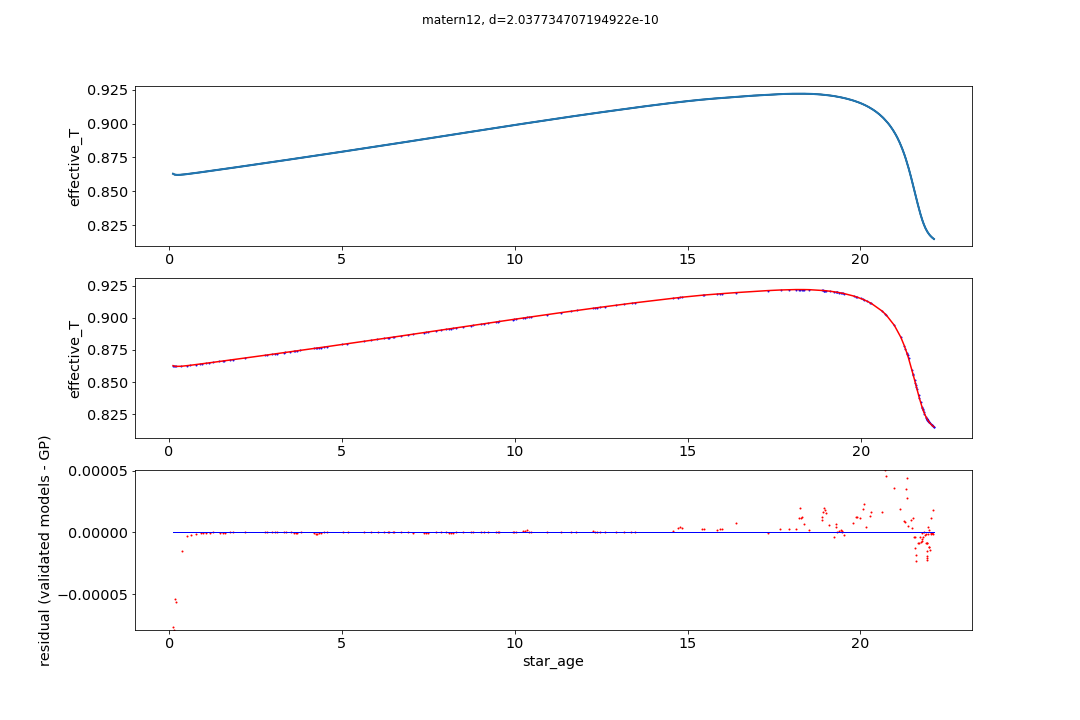 matern12, d=2.037734707194922e-10
0.925
0.900
0.875
0.850
0.825
effective_T
0 5 10 15 20
0.925
0.900
0.875
0.850
0.825
effective_T
0 5 10 15 20
0.00005
0.00000
−0.00005
residual (validated models - GP)
0 5 10 15 20
star_age